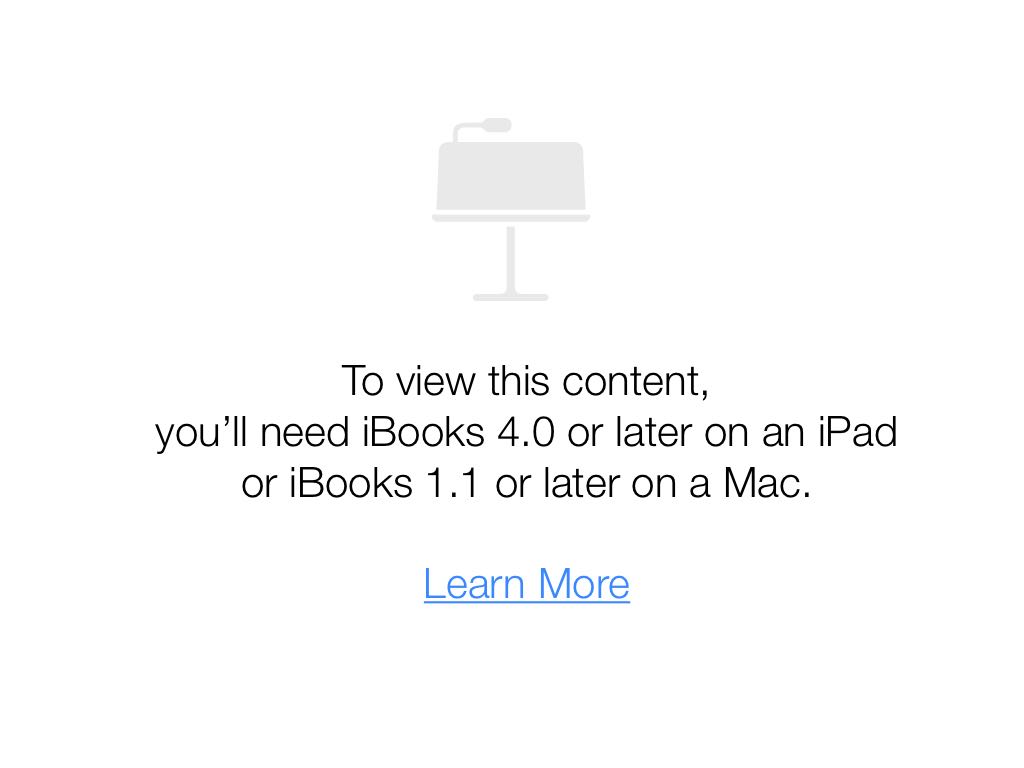 To view this content,
you’ll need iBooks 4.0 or later on an iPad
or iBooks 1.1 or later on a Mac.
Learn More